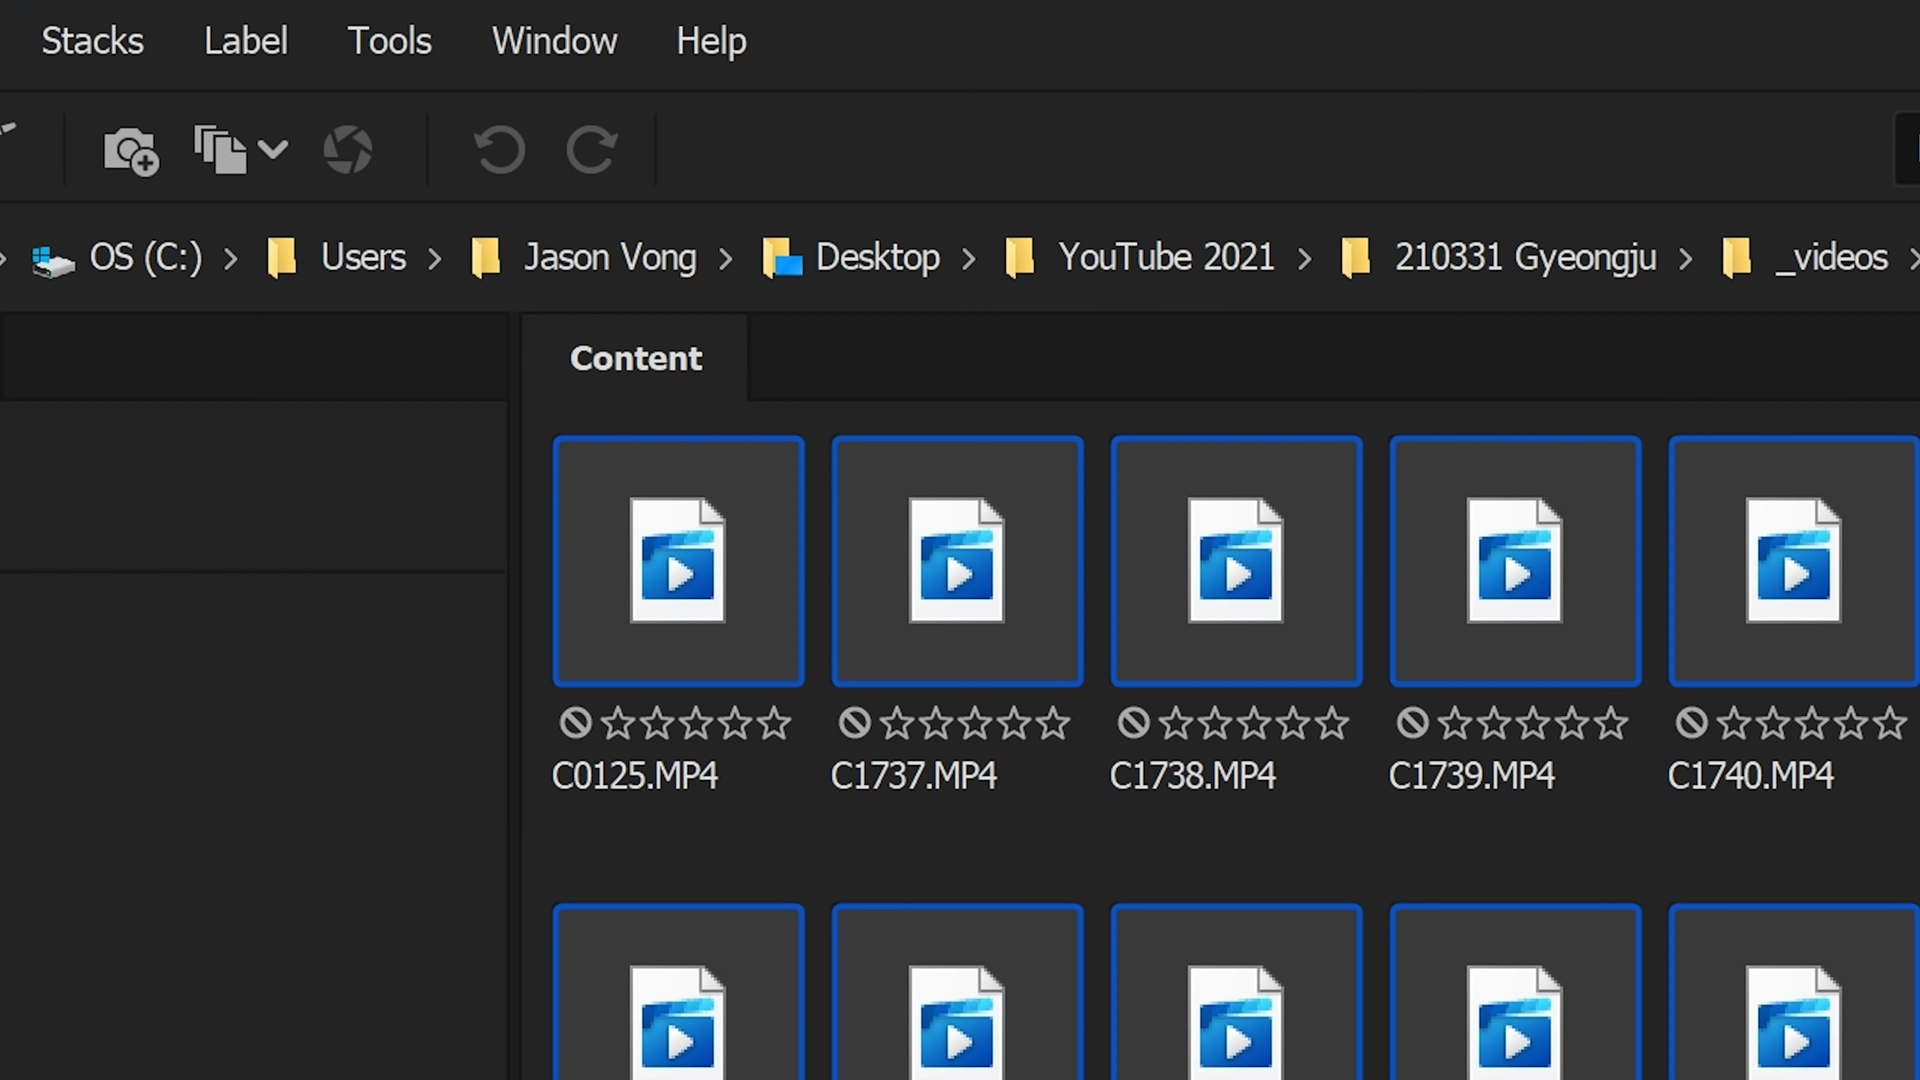 Stacks Label Tools Window Help
OS (C:) Users Jason Vong Desktop YouTube 2021 210331 Gyeongju _videos
Content
C0125.MP4 C1737.MP4 C1738.MP4 C1739.MP4 C1740.MP4